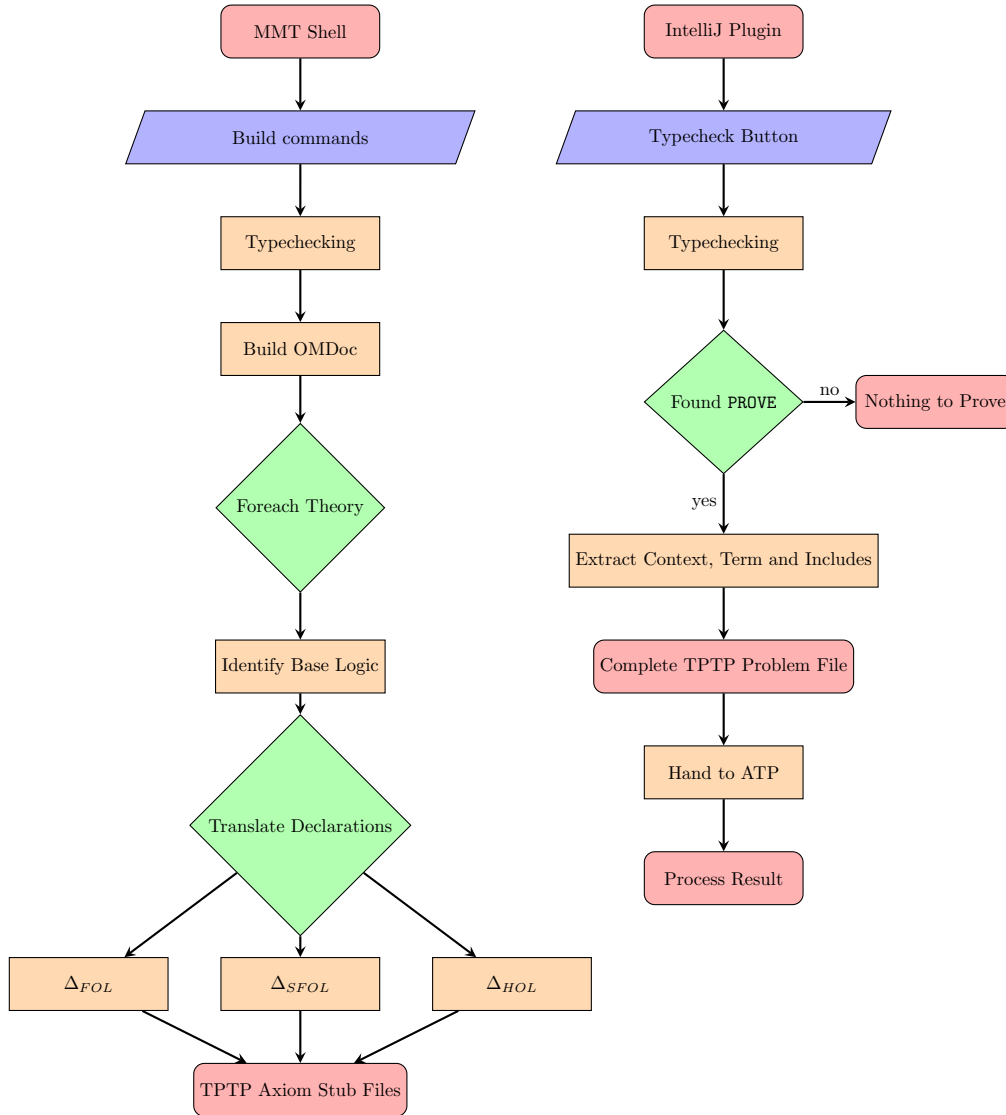 MMT Shell
Build commands
Typechecking
Build OMDoc
Foreach Theory
Identify Base Logic
Translate Declarations
Δ_FOL
Δ_SFOL
Δ_HOL
TPTP Axiom Stub Files
IntelliJ Plugin
Typecheck Button
Typechecking
Found PROVE
no
Nothing to Prove
yes
Extract Context, Term and Includes
Complete TPTP Problem File
Hand to ATP
Process Result